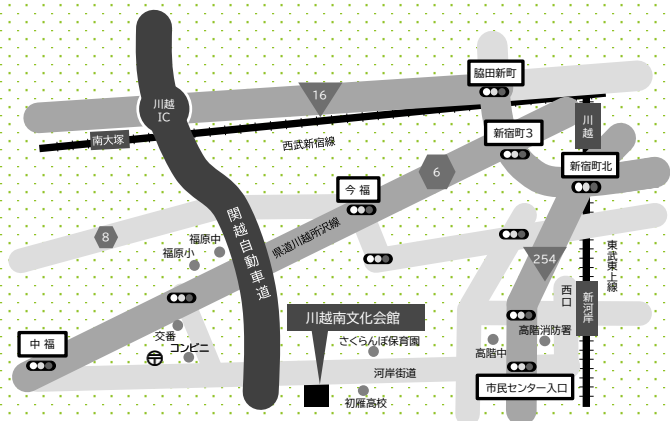 脇田新町
16
川越
IC
川越
南大塚
西武新宿線
新宿町3
新宿町北
6
今福
8
福原中
福原小
関越自動車道
県道川越所沢線
254
東武東上線
西口
新河岸
川越南文化会館
高階消防署
交番
コンビニ
さくらんぼ保育園
高階中
中福
河岸街道
市民センター入口
初雁高校